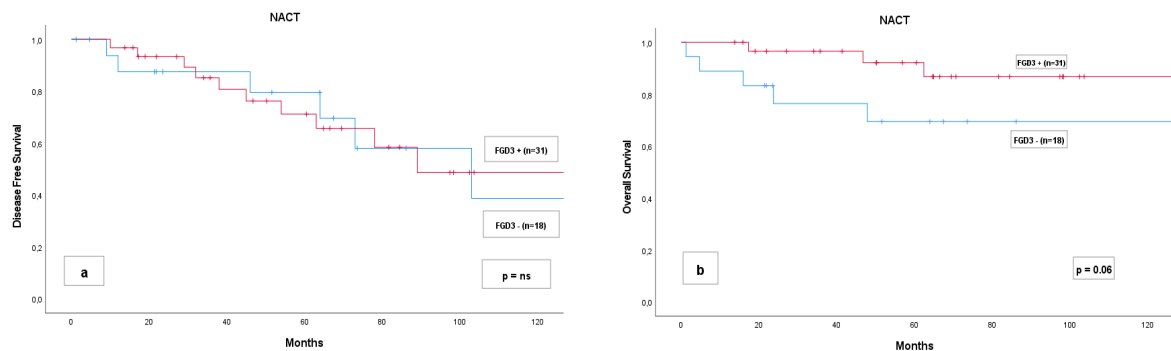 NACT
Disease Free Survival
1,0
0,8
0,6
0,4
0,2
0,0
FGD3 + (n=31)
FGD3 - (n=18)
a
p = ns
0
20
40
60
80
100
120
Months
NACT
Overall Survival
1,0
0,8
0,6
0,4
0,2
0,0
FGD3 + (n=31)
FGD3 - (n=18)
b
p = 0.06
0
20
40
60
80
100
120
Months